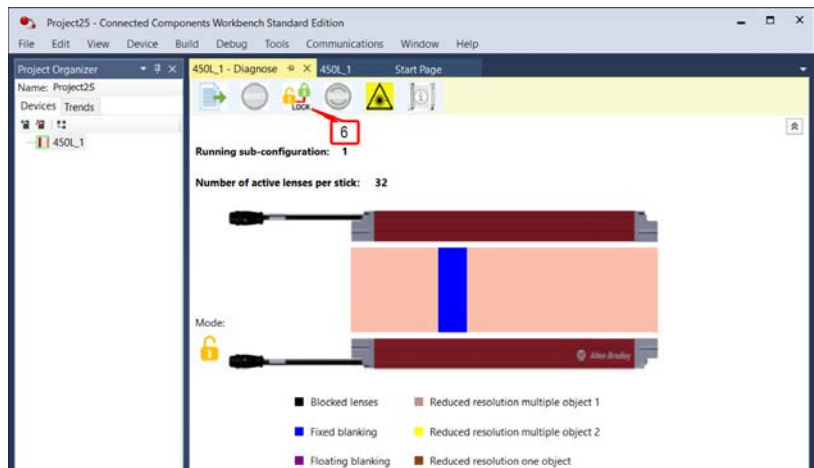 Project25 - Connected Components Workbench Standard Edition
File Edit View Device Build Debug Tools Communications Window Help
Project Organizer
450L_1 - Diagnose 450L_1 Start Page
Name: Project25
Devices Trends
LOCK
6
450L_1
Running sub-configuration: 1
Number of active lenses per stick: 32
Mode:
Allen-Bradley
Blocked lenses Reduced resolution multiple object 1
Fixed blanking Reduced resolution multiple object 2
Floating blanking Reduced resolution one object